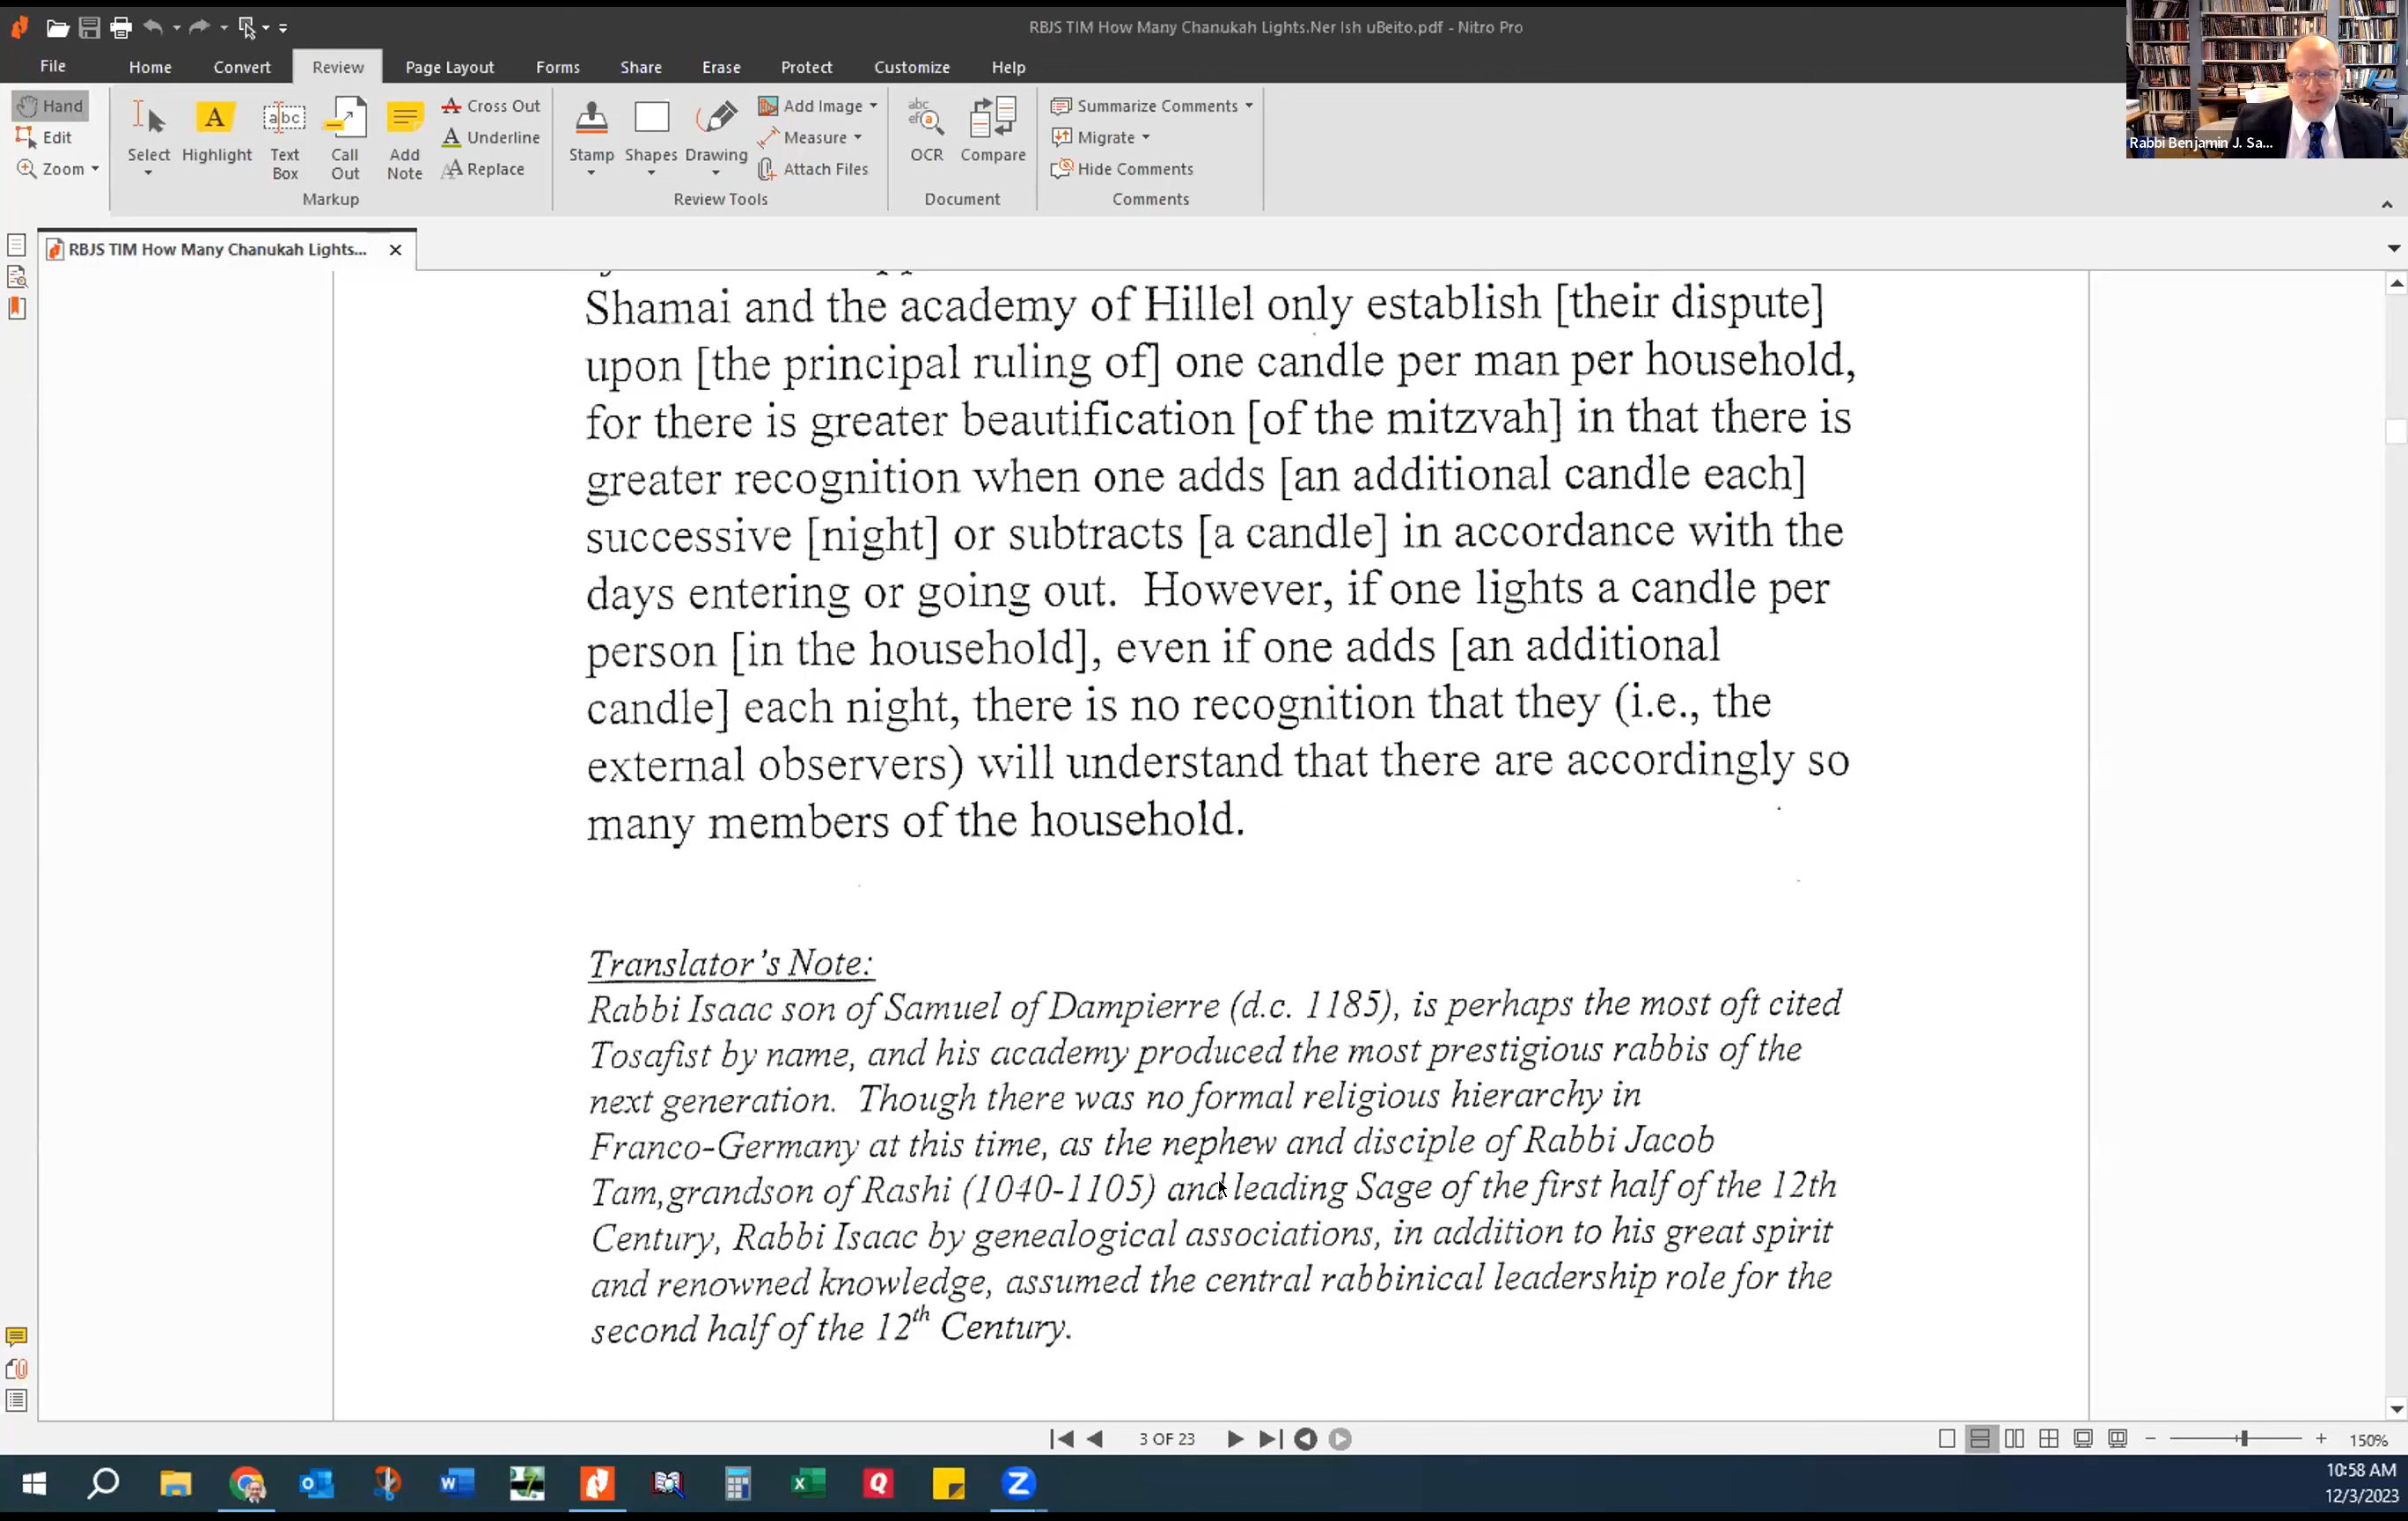 RBJS TIM How Many Chanukah Lights.Ner Ish uBeito.pdf - Nitro Pro
File Home Convert Review Page Layout Forms Share Erase Protect Customize Help
Hand
Edit
Zoom
Select
Highlight
Text Box
Call Out
Add Note
Cross Out
Underline
Replace
Markup
Stamp
Shapes
Drawing
Add Image
Measure
Attach Files
Review Tools
OCR
Compare
Document
Summarize Comments
Migrate
Hide Comments
Comments
Rabbi Benjamin J. Sa...
RBJS TIM How Many Chanukah Lights...
Shamai and the academy of Hillel only establish [their dispute]
upon [the principal ruling of] one candle per man per household,
for there is greater beautification [of the mitzvah] in that there is
greater recognition when one adds [an additional candle each]
successive [night] or subtracts [a candle] in accordance with the
days entering or going out. However, if one lights a candle per
person [in the household], even if one adds [an additional
candle] each night, there is no recognition that they (i.e., the
external observers) will understand that there are accordingly so
many members of the household.
Translator's Note:
Rabbi Isaac son of Samuel of Dampierre (d.c. 1185), is perhaps the most oft cited
Tosafist by name, and his academy produced the most prestigious rabbis of the
next generation. Though there was no formal religious hierarchy in
Franco-Germany at this time, as the nephew and disciple of Rabbi Jacob
Tam,grandson of Rashi (1040-1105) and leading Sage of the first half of the 12th
Century, Rabbi Isaac by genealogical associations, in addition to his great spirit
and renowned knowledge, assumed the central rabbinical leadership role for the
second half of the 12th Century.
3 OF 23
150%
10:58 AM
12/3/2023